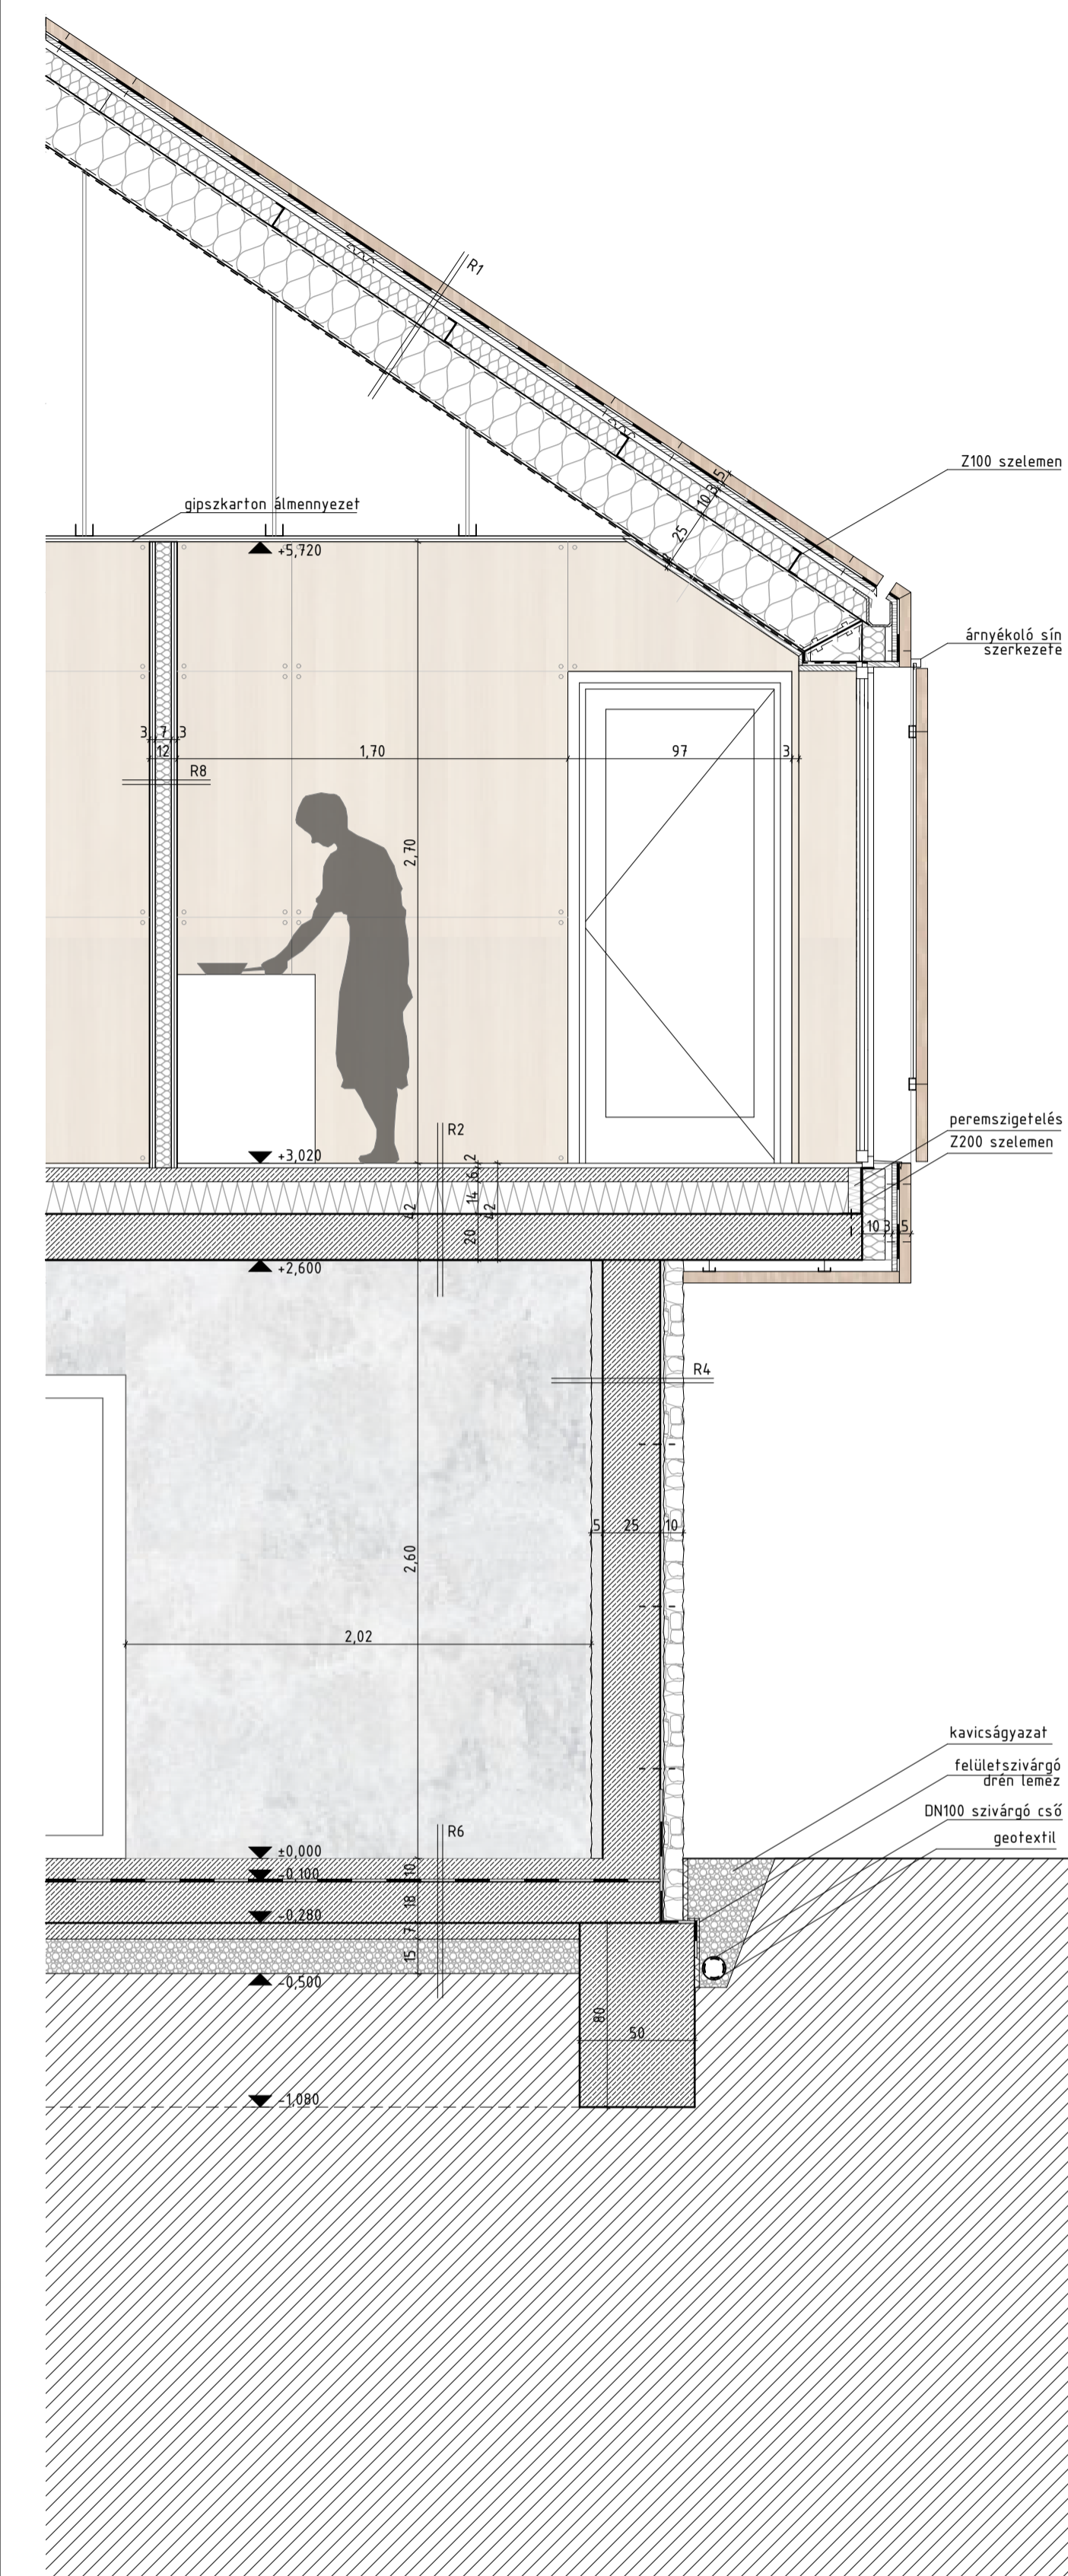 R1
Z100 szelemen
5
3
10
25
2
gipszkarton álmennyezet
+5,720
árnyékoló sín
szerkezete
3 7 3
12
1,70
97
3
R8
2,70
peremszigetelés
R2
Z200 szelemen
+3,020
2
6
14
42
42
20
10 3 5
+2,600
R4
5 25 10
2,60
2,02
kavicságyazat
felületszivárgó
drén lemez
DN100 szivárgó cső
R6
geotextil
±0,000
10
-0,100
18
-0,280
7
15
-0,500
80
50
-1,080